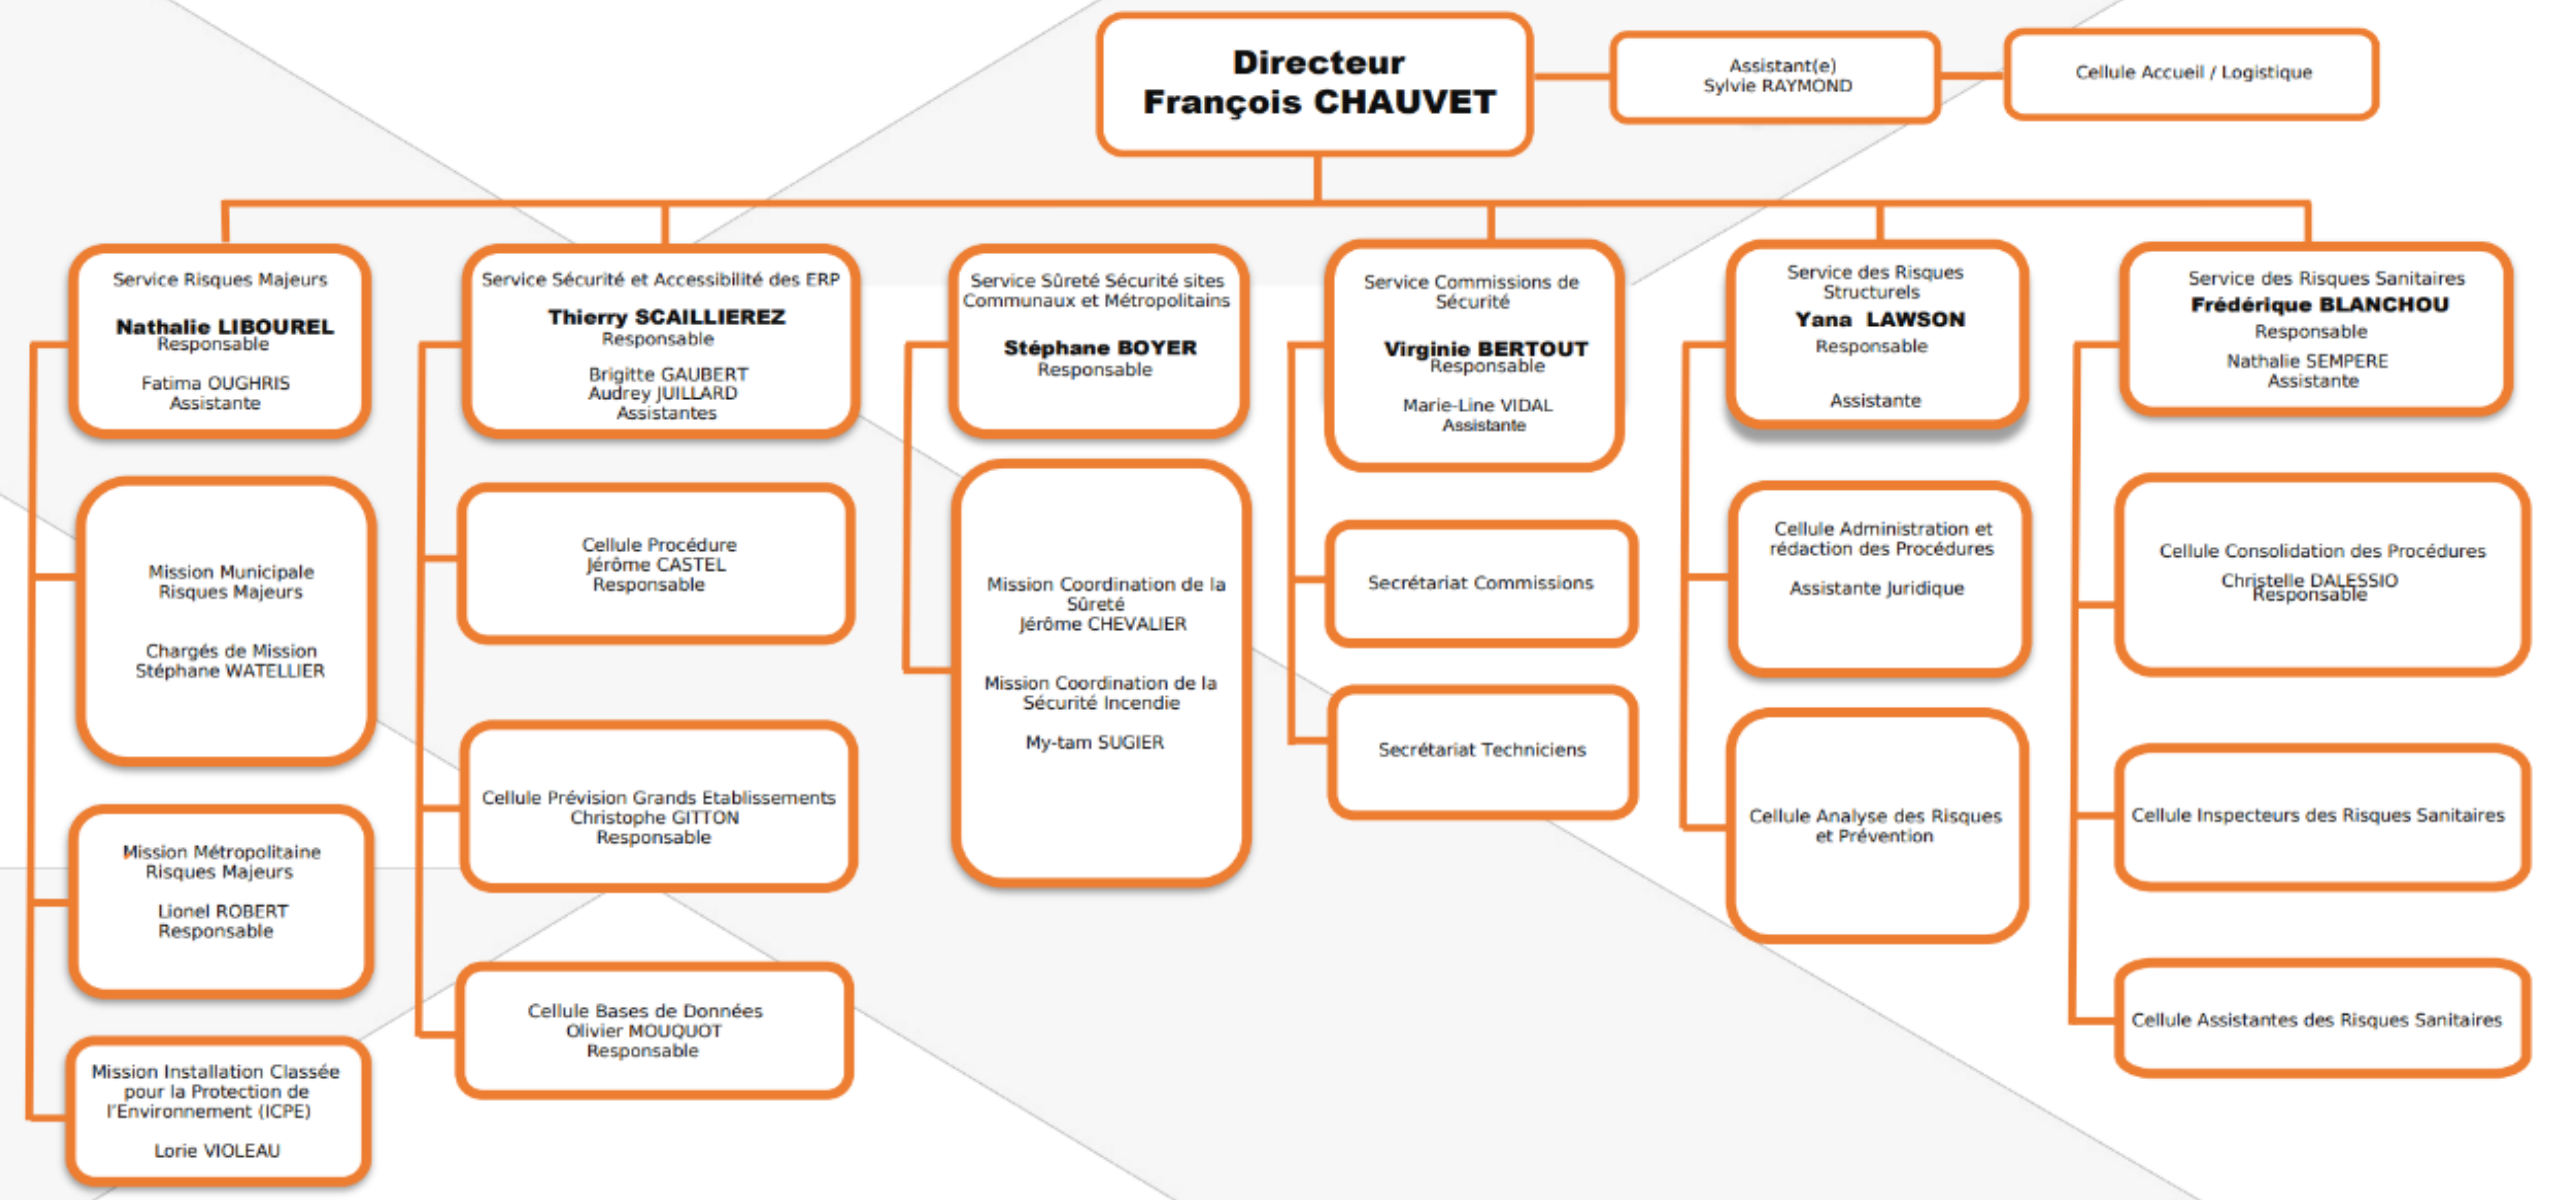 Directeur
François CHAUVET
Assistant(e)
Sylvie RAYMOND
Cellule Accueil / Logistique
Service Risques Majeurs
Nathalie LIBOUREL
Responsable
Fatima OUGHRIS
Assistante
Mission Municipale
Risques Majeurs
Chargés de Mission
Stéphane WATELLIER
Mission Métropolitaine
Risques Majeurs
Lionel ROBERT
Responsable
Mission Installation Classée
pour la Protection de
l'Environnement (ICPE)
Lorie VIOLEAU
Service Sécurité et Accessibilité des ERP
Thierry SCAILLIEREZ
Responsable
Brigitte GAUBERT
Audrey JUILLARD
Assistantes
Cellule Procédure
Jérôme CASTEL
Responsable
Cellule Prévision Grands Etablissements
Christophe GITTON
Responsable
Cellule Bases de Données
Olivier MOUQUOT
Responsable
Service Sûreté Sécurité sites
Communaux et Métropolitains
Stéphane BOYER
Responsable
Mission Coordination de la
Sûreté
Jérôme CHEVALIER
Mission Coordination de la
Sécurité Incendie
My-tam SUGIER
Service Commissions de
Sécurité
Virginie BERTOUT
Responsable
Marie-Line VIDAL
Assistante
Secrétariat Commissions
Secrétariat Techniciens
Service des Risques
Structurels
Yana LAWSON
Responsable
Assistante
Cellule Administration et
rédaction des Procédures
Assistante Juridique
Cellule Analyse des Risques
et Prévention
Service des Risques Sanitaires
Frédérique BLANCHOU
Responsable
Nathalie SEMPERE
Assistante
Cellule Consolidation des Procédures
Christelle DALESSIO
Responsable
Cellule Inspecteurs des Risques Sanitaires
Cellule Assistantes des Risques Sanitaires